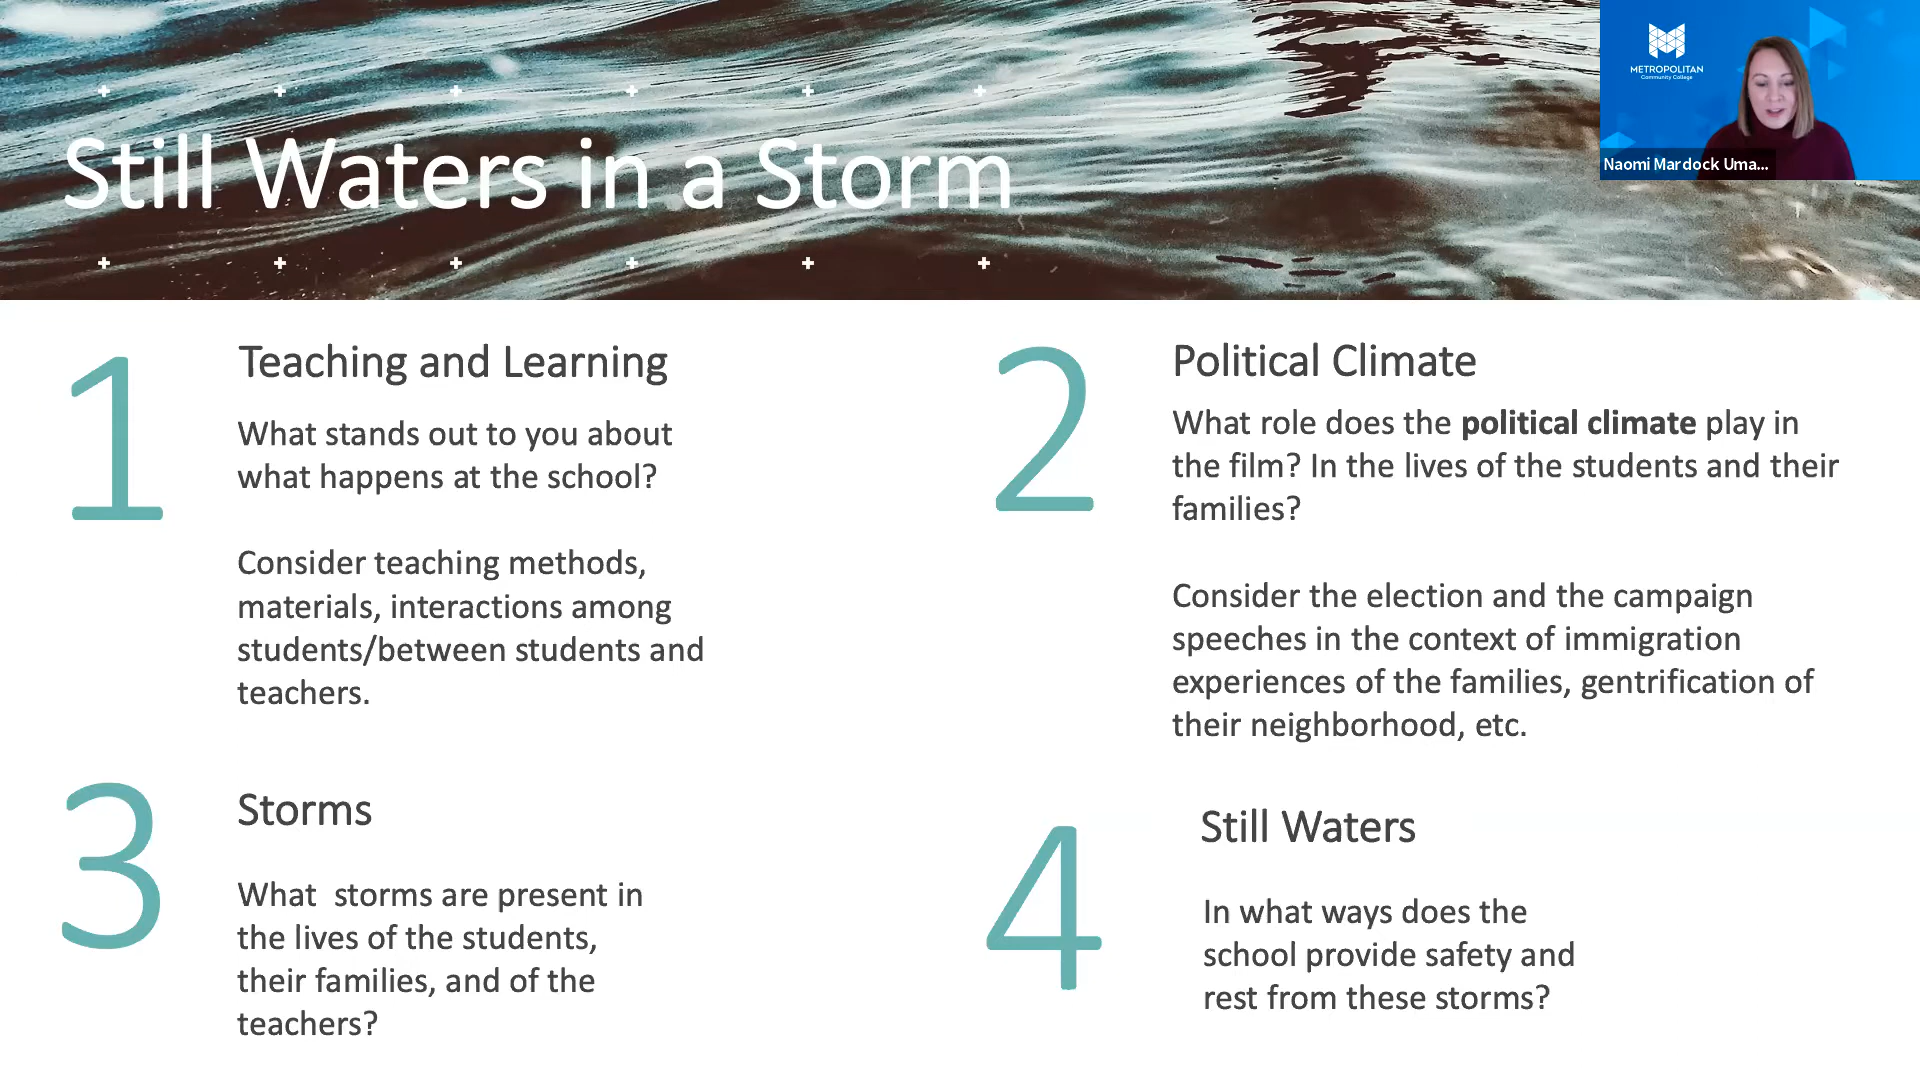 Still Waters in a Storm
METROPOLITAN
Community College
Naomi Mardock Uma...
1
Teaching and Learning
What stands out to you about
what happens at the school?
Consider teaching methods,
materials, interactions among
students/between students and
teachers.
2
Political Climate
What role does the political climate play in
the film? In the lives of the students and their
families?
Consider the election and the campaign
speeches in the context of immigration
experiences of the families, gentrification of
their neighborhood, etc.
3
Storms
What  storms are present in
the lives of the students,
their families, and of the
teachers?
4
Still Waters
In what ways does the
school provide safety and
rest from these storms?